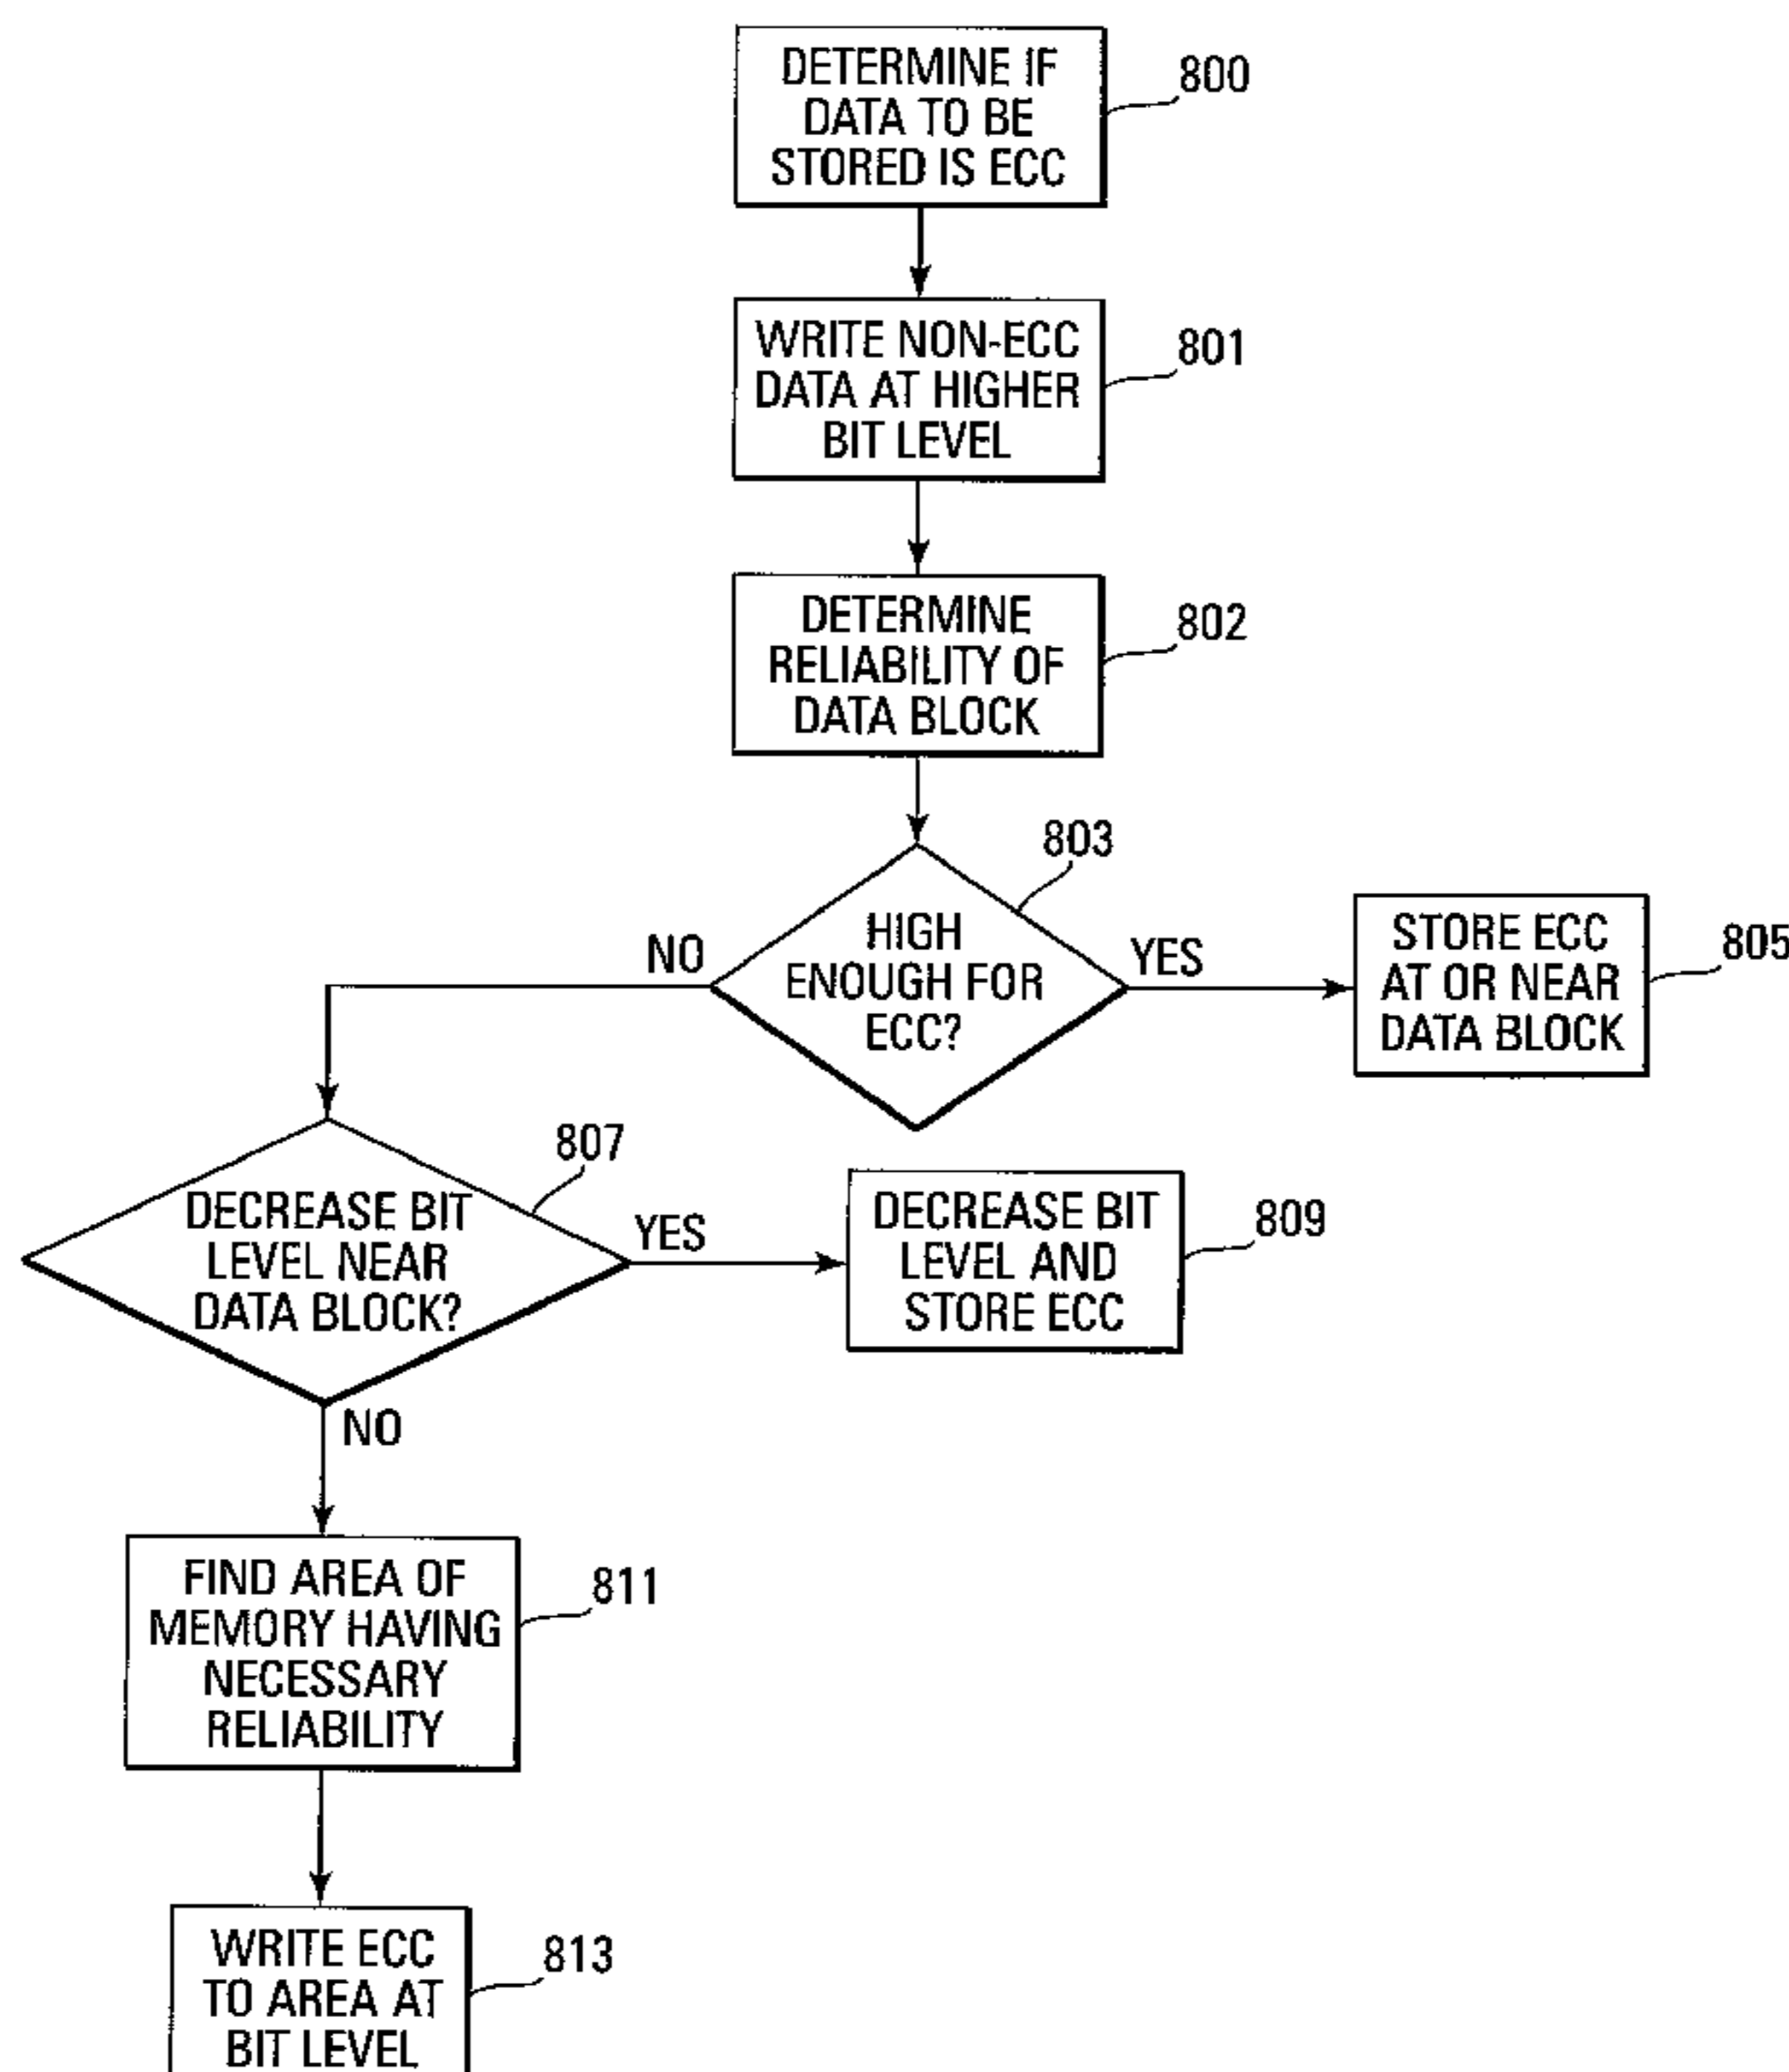 DETERMINE IF
DATA TO BE
STORED IS ECC
800
WRITE NON-ECC
DATA AT HIGHER
BIT LEVEL
801
DETERMINE
RELIABILITY OF
DATA BLOCK
802
803
HIGH
ENOUGH FOR
ECC?
NO
YES
STORE ECC
AT OR NEAR
DATA BLOCK
805
807
DECREASE BIT
LEVEL NEAR
DATA BLOCK?
YES
DECREASE BIT
LEVEL AND
STORE ECC
809
NO
FIND AREA OF
MEMORY HAVING
NECESSARY
RELIABILITY
811
WRITE ECC
TO AREA AT
BIT LEVEL
813